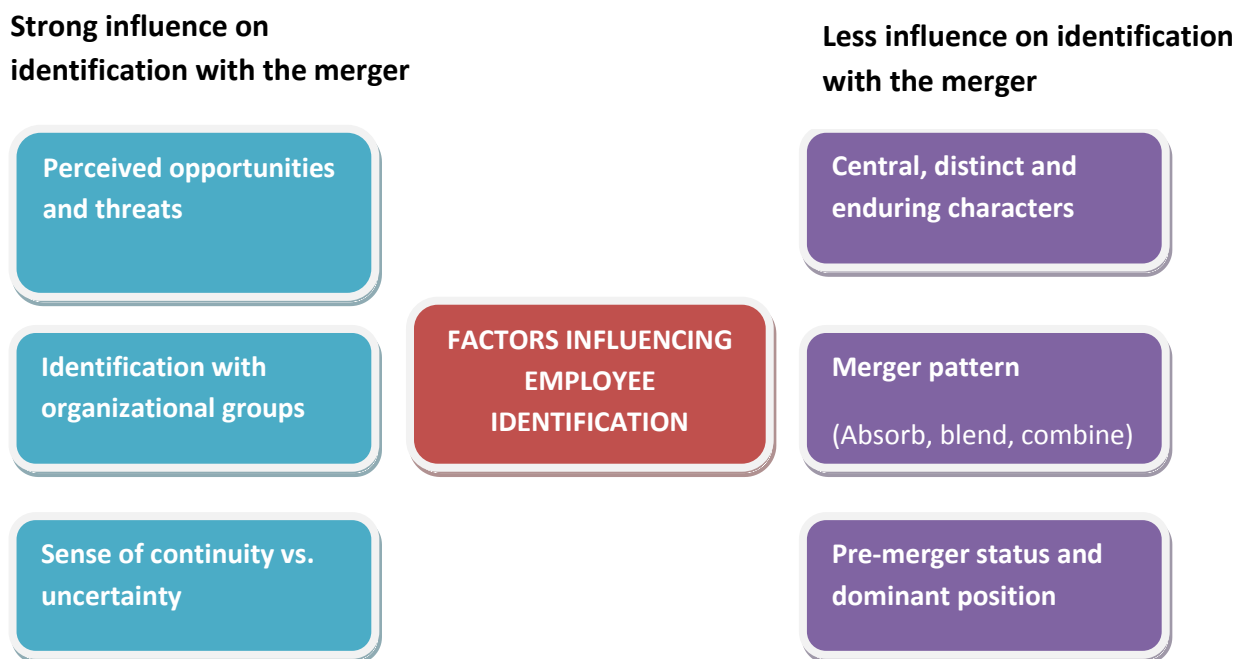 Strong influence on
identification with the merger
Less influence on identification
with the merger
Perceived opportunities
and threats
Central, distinct and
enduring characters
FACTORS INFLUENCING
EMPLOYEE
IDENTIFICATION
Identification with
organizational groups
Merger pattern
(Absorb, blend, combine)
Sense of continuity vs.
uncertainty
Pre-merger status and
dominant position